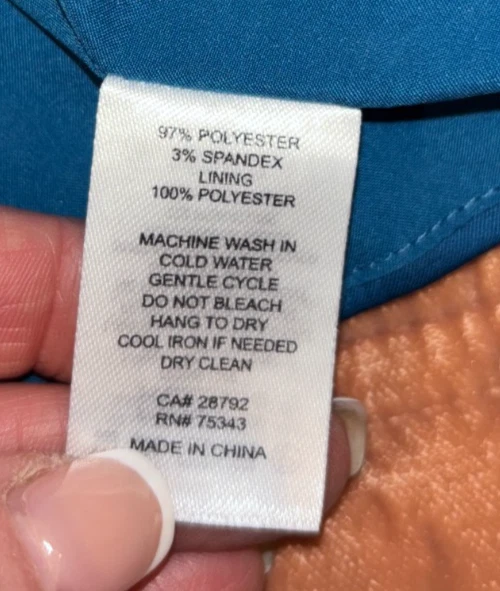 97% POLYESTER
3% SPANDEX
LINING
100% POLYESTER
MACHINE WASH IN
COLD WATER
GENTLE CYCLE
DO NOT BLEACH
HANG TO DRY
COOL IRON IF NEEDED
DRY CLEAN
CA# 28792
RN# 75343
MADE IN CHINA